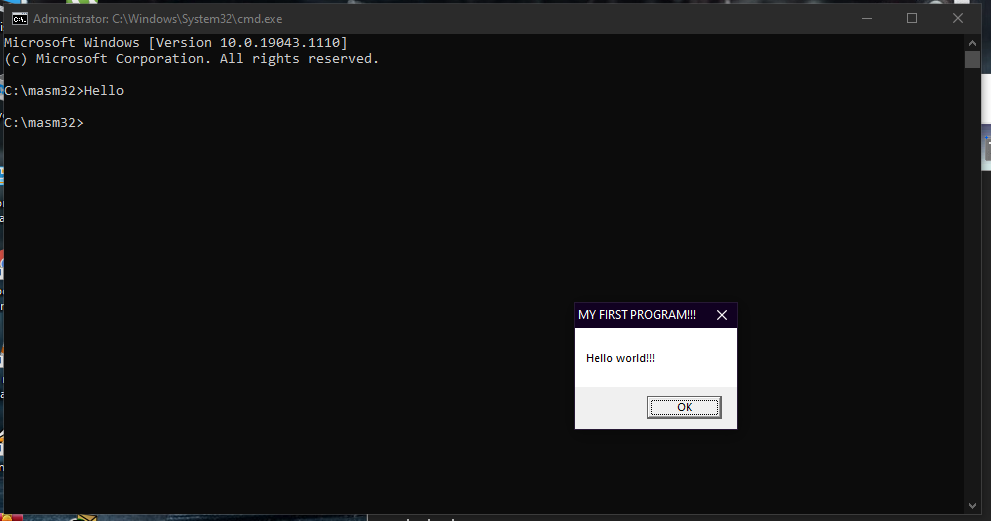 Administrator: C:\Windows\System32\cmd.exe
Microsoft Windows [Version 10.0.19043.1110]
(c) Microsoft Corporation. All rights reserved.
C:\masm32>Hello
C:\masm32>
MY FIRST PROGRAM!!!
Hello world!!!
OK